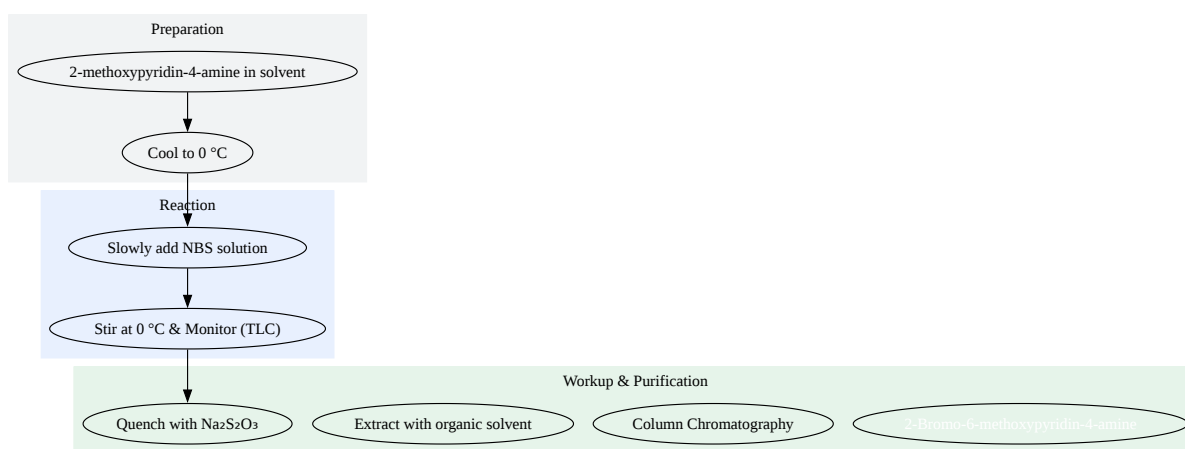 Preparation
2-methoxypyridin-4-amine in solvent
Cool to 0 °C
Reaction
Slowly add NBS solution
Stir at 0 °C & Monitor (TLC)
Workup & Purification
Quench with Na₂S₂O₃
Extract with organic solvent
Column Chromatography
2-Bromo-6-methoxypyridin-4-amine